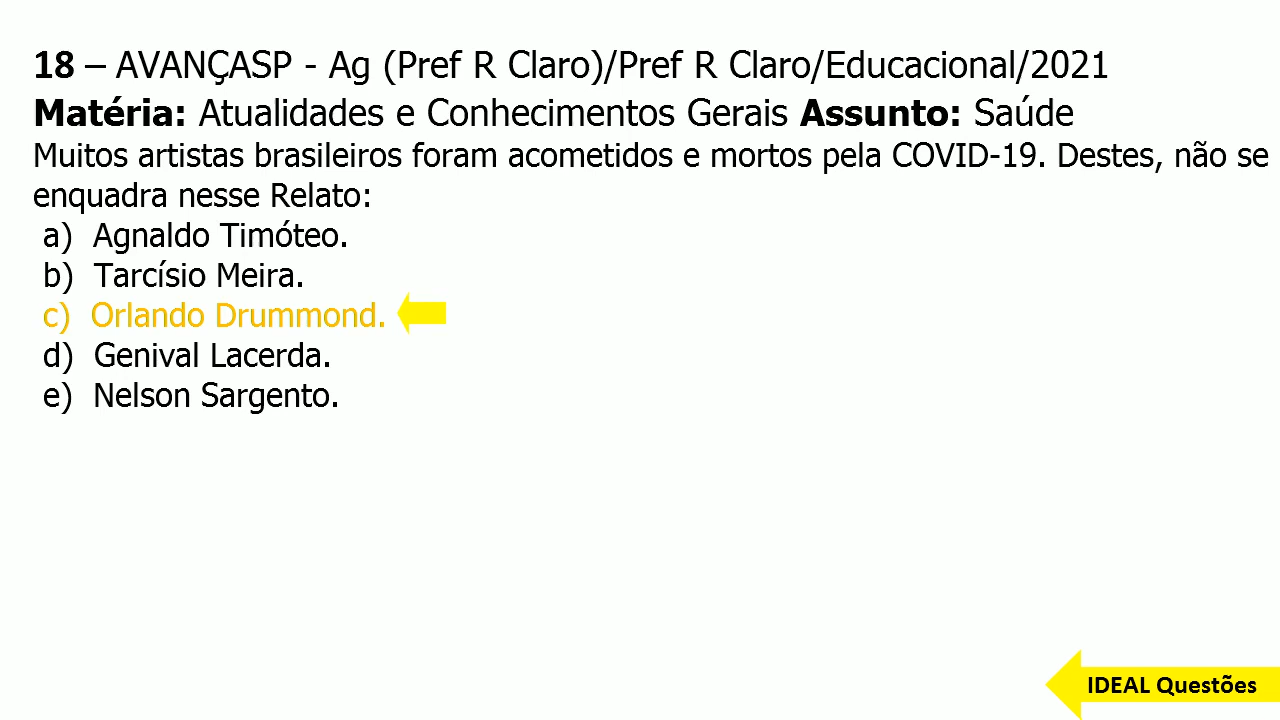 18 – AVANÇASP - Ag (Pref R Claro)/Pref R Claro/Educacional/2021
Matéria: Atualidades e Conhecimentos Gerais Assunto: Saúde
Muitos artistas brasileiros foram acometidos e mortos pela COVID-19. Destes, não se
enquadra nesse Relato:
a) Agnaldo Timóteo.
b) Tarcísio Meira.
c) Orlando Drummond.
d) Genival Lacerda.
e) Nelson Sargento.
IDEAL Questões